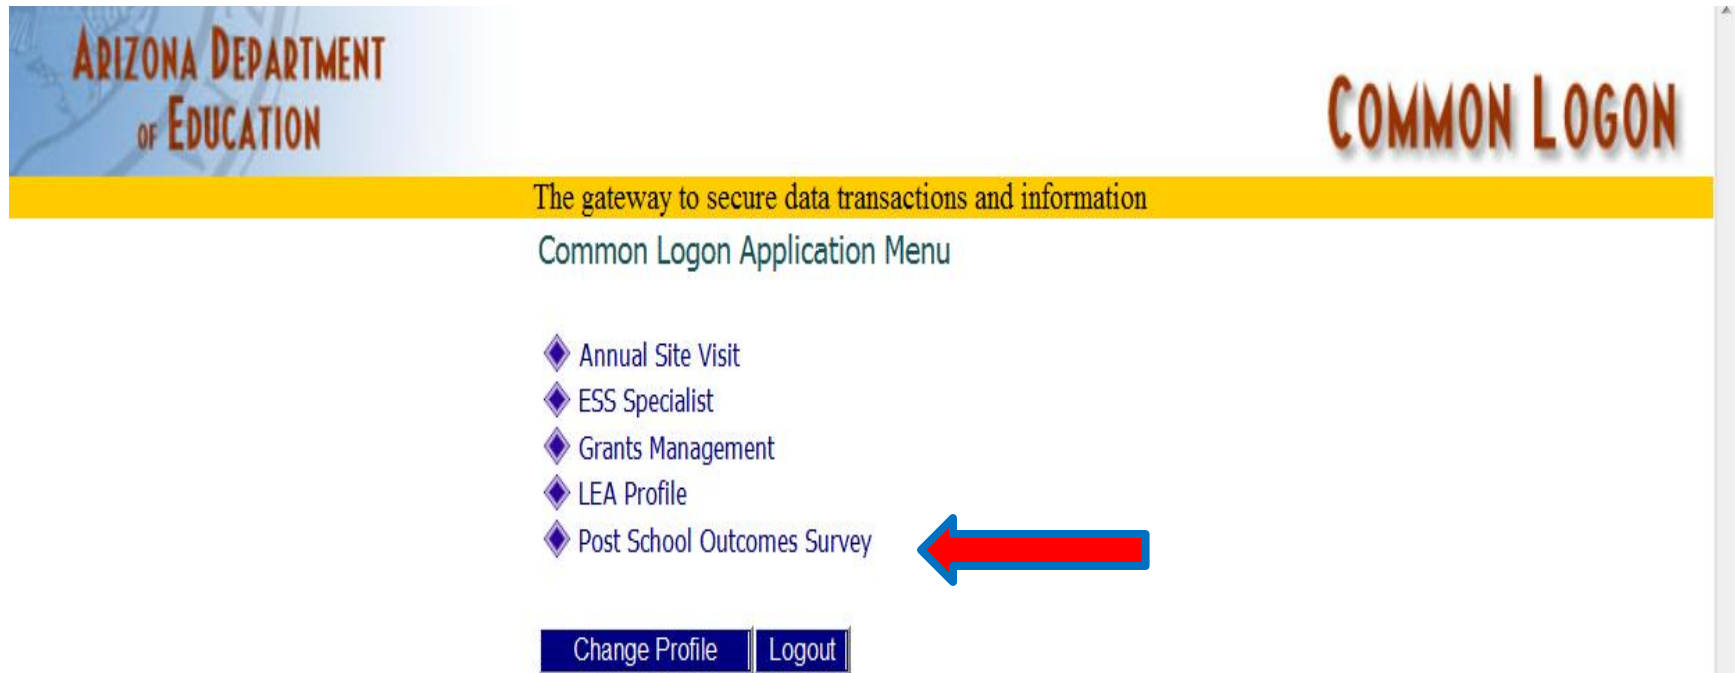 ARIZONA DEPARTMENT
OF EDUCATION
COMMON LOGON
The gateway to secure data transactions and information
Common Logon Application Menu
Annual Site Visit
ESS Specialist
Grants Management
LEA Profile
Post School Outcomes Survey
Change Profile Logout